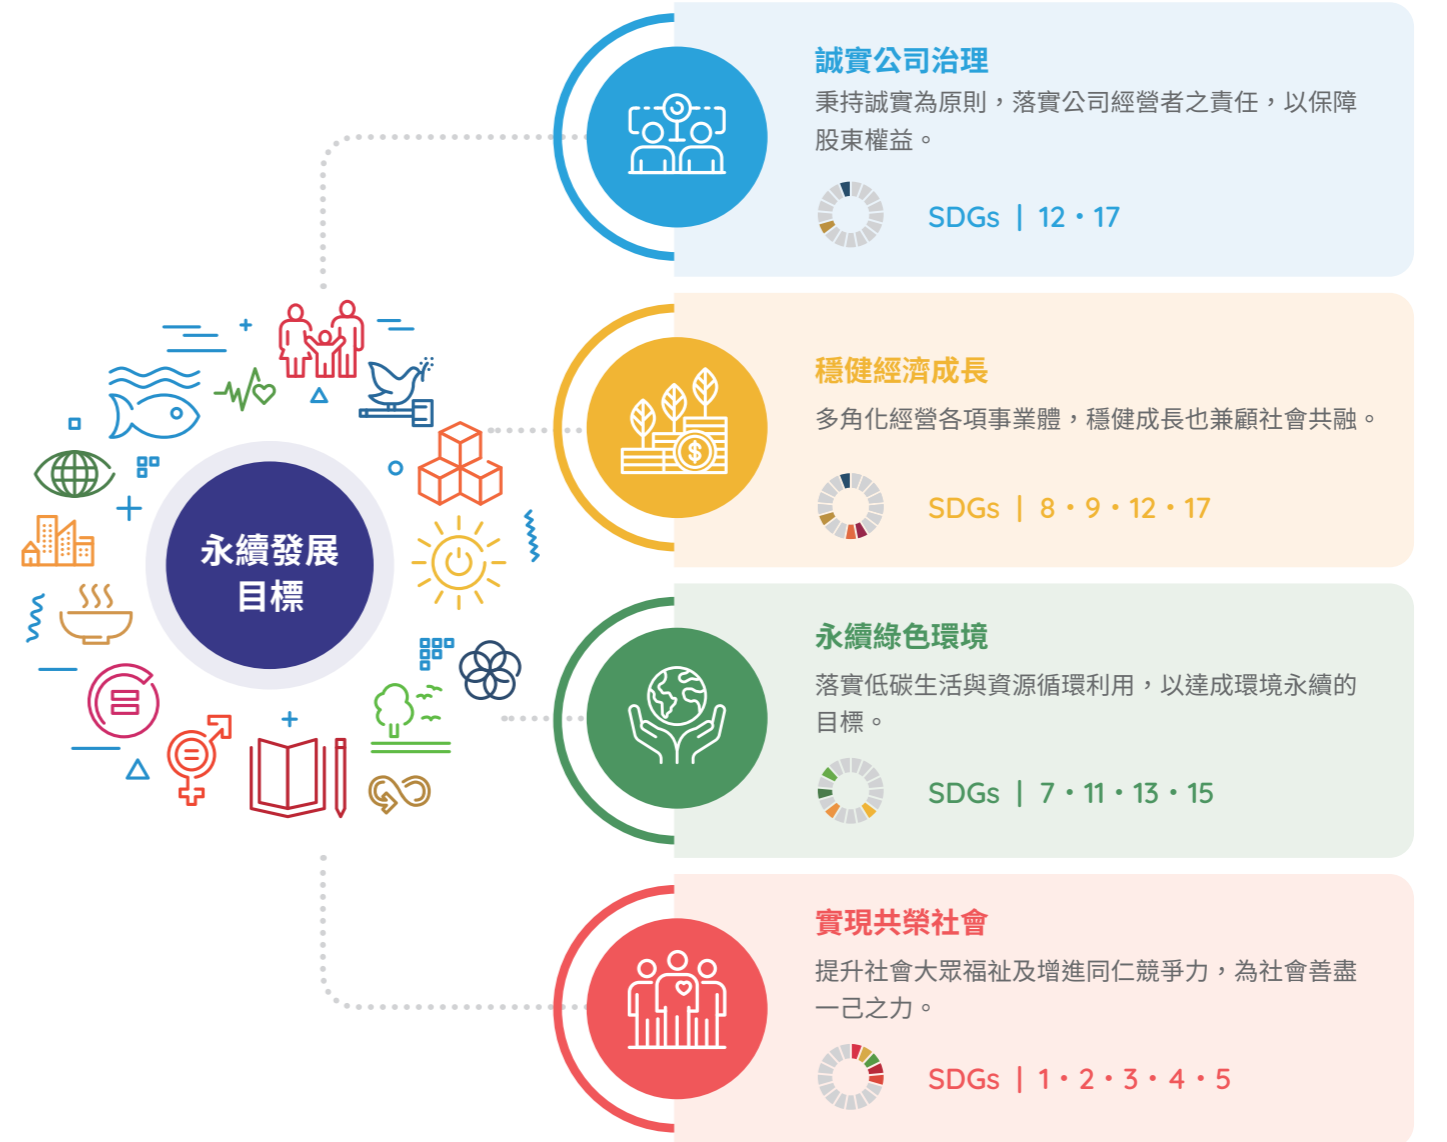 誠實公司治理
秉持誠實為原則，落實公司經營者之責任，以保障
股東權益。
SDGs | 12・17
穩健經濟成長
多角化經營各項事業體，穩健成長也兼顧社會共融。
SDGs | 8・9・12・17
永續發展
目標
永續綠色環境
落實低碳生活與資源循環利用，以達成環境永續的
目標。
SDGs | 7・11・13・15
實現共榮社會
提升社會大眾福祉及增進同仁競爭力，為社會善盡
一己之力。
SDGs | 1・2・3・4・5